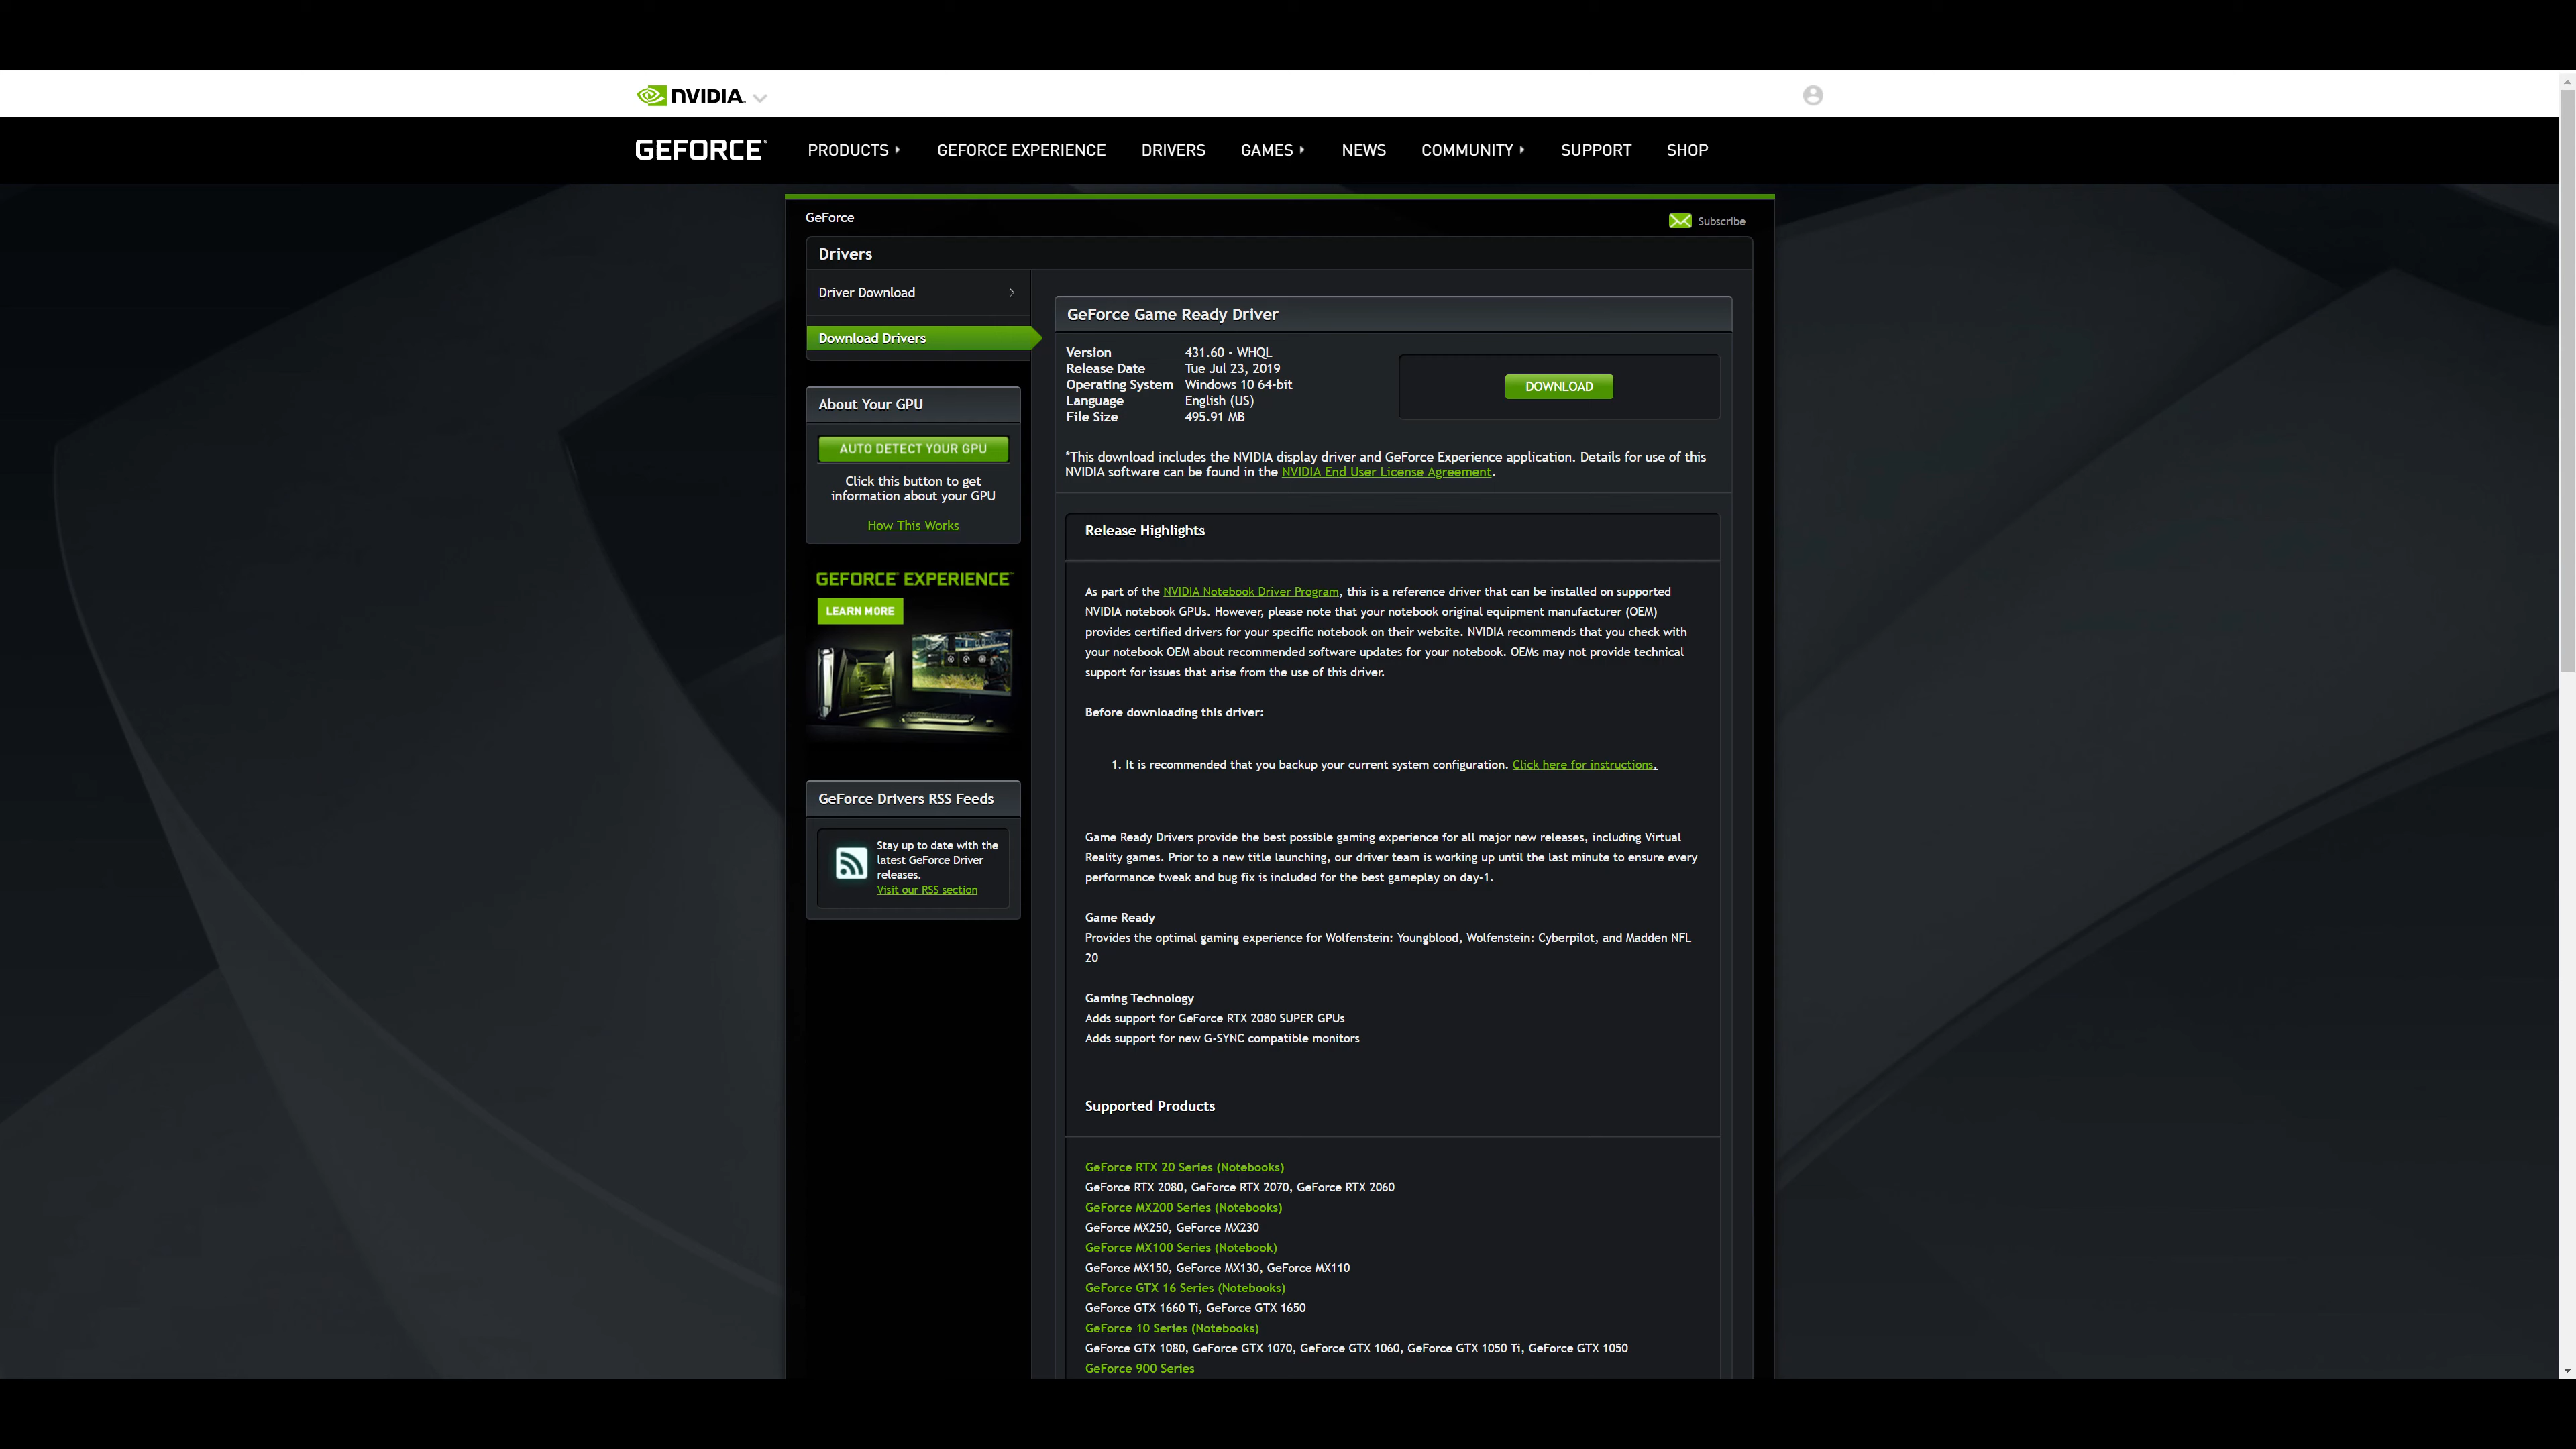 NVIDIA.
GEFORCE® PRODUCTS GEFORCE EXPERIENCE DRIVERS GAMES NEWS COMMUNITY SUPPORT SHOP
GeForce
Subscribe
Drivers
Driver Download
Download Drivers
About Your GPU
AUTO DETECT YOUR GPU
Click this button to get
information about your GPU
How This Works
GEFORCE® EXPERIENCE™
LEARN MORE
GeForce Drivers RSS Feeds
Stay up to date with the
latest GeForce Driver
releases.
Visit our RSS section
GeForce Game Ready Driver
Version 431.60 - WHQL
Release Date Tue Jul 23, 2019
Operating System Windows 10 64-bit
Language English (US)
File Size 495.91 MB
DOWNLOAD
*This download includes the NVIDIA display driver and GeForce Experience application. Details for use of this
NVIDIA software can be found in the NVIDIA End User License Agreement.
Release Highlights
As part of the NVIDIA Notebook Driver Program, this is a reference driver that can be installed on supported
NVIDIA notebook GPUs. However, please note that your notebook original equipment manufacturer (OEM)
provides certified drivers for your specific notebook on their website. NVIDIA recommends that you check with
your notebook OEM about recommended software updates for your notebook. OEMs may not provide technical
support for issues that arise from the use of this driver.
Before downloading this driver:
1. It is recommended that you backup your current system configuration. Click here for instructions.
Game Ready Drivers provide the best possible gaming experience for all major new releases, including Virtual
Reality games. Prior to a new title launching, our driver team is working up until the last minute to ensure every
performance tweak and bug fix is included for the best gameplay on day-1.
Game Ready
Provides the optimal gaming experience for Wolfenstein: Youngblood, Wolfenstein: Cyberpilot, and Madden NFL
20
Gaming Technology
Adds support for GeForce RTX 2080 SUPER GPUs
Adds support for new G-SYNC compatible monitors
Supported Products
GeForce RTX 20 Series (Notebooks)
GeForce RTX 2080, GeForce RTX 2070, GeForce RTX 2060
GeForce MX200 Series (Notebooks)
GeForce MX250, GeForce MX230
GeForce MX100 Series (Notebook)
GeForce MX150, GeForce MX130, GeForce MX110
GeForce GTX 16 Series (Notebooks)
GeForce GTX 1660 Ti, GeForce GTX 1650
GeForce 10 Series (Notebooks)
GeForce GTX 1080, GeForce GTX 1070, GeForce GTX 1060, GeForce GTX 1050 Ti, GeForce GTX 1050
GeForce 900 Series